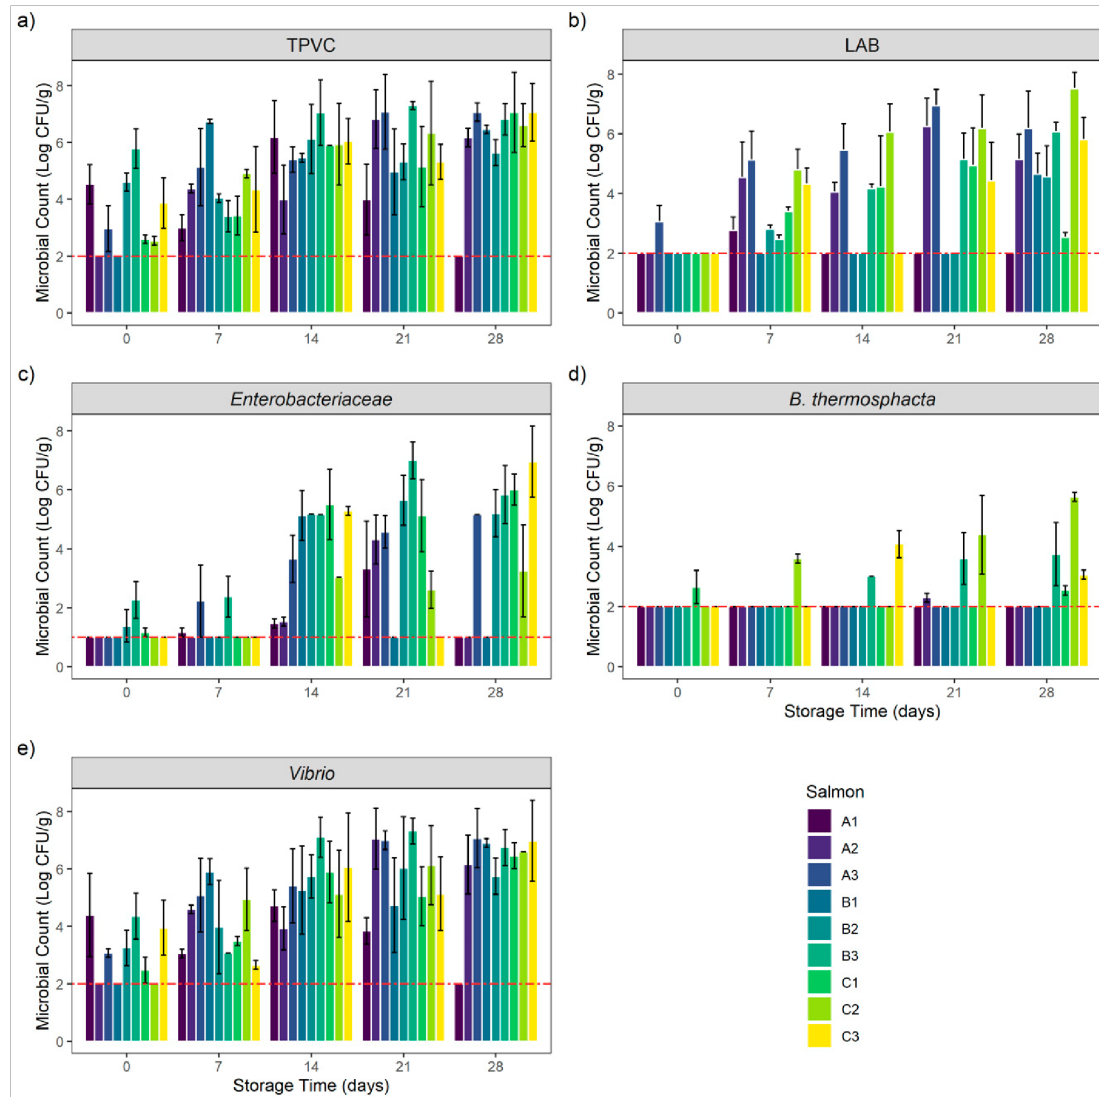 a)
TPVC
Microbial Count (Log CFU/g)
8
6
4
2
0
0 7 14 21 28
b)
LAB
Microbial Count (Log CFU/g)
8
6
4
2
0
0 7 14 21 28
c)
Enterobacteriaceae
Microbial Count (Log CFU/g)
8
6
4
2
0
0 7 14 21 28
d)
B. thermosphacta
Microbial Count (Log CFU/g)
8
6
4
2
0
0 7 14 21 28
Storage Time (days)
e)
Vibrio
Microbial Count (Log CFU/g)
8
6
4
2
0
0 7 14 21 28
Storage Time (days)
Salmon
A1
A2
A3
B1
B2
B3
C1
C2
C3